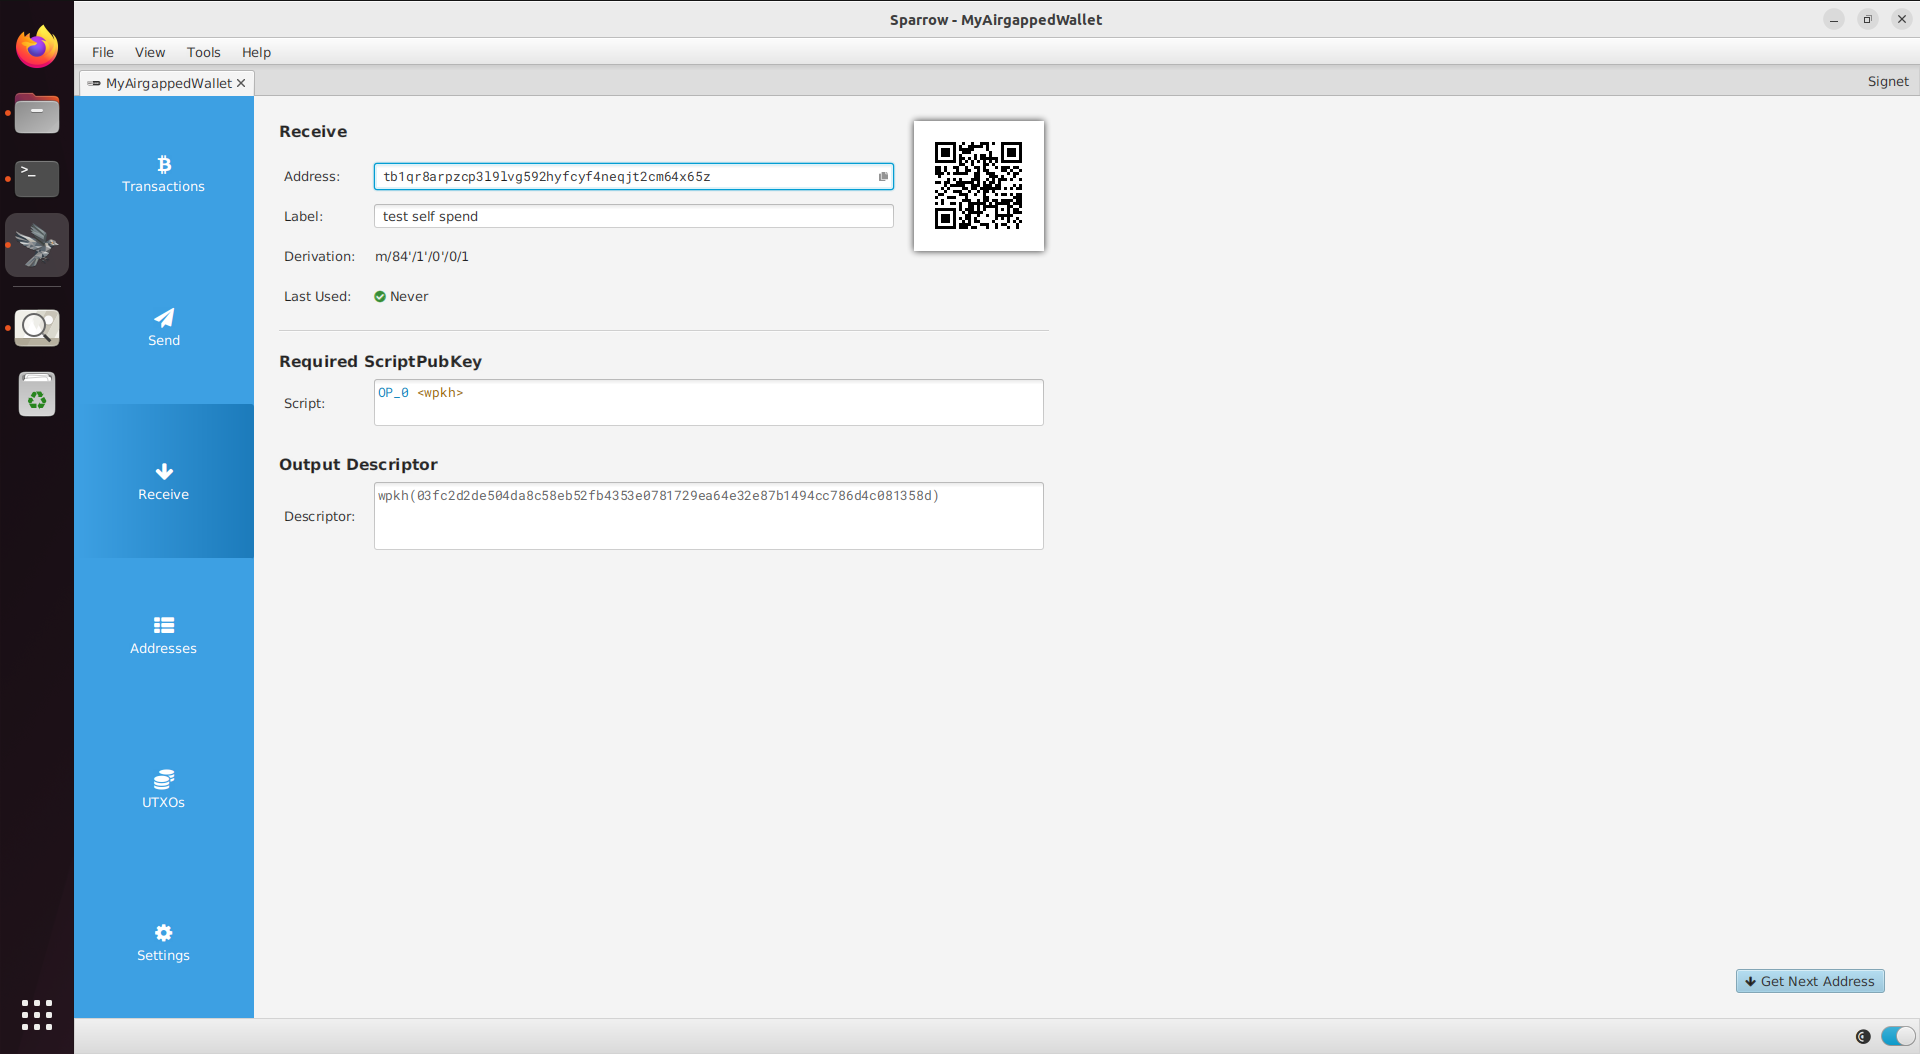 Sparrow - MyAirgappedWallet
File View Tools Help
MyAirgappedWallet
Signet
Transactions
Send
Receive
Addresses
UTXOs
Settings
Receive
Address: tb1qr8arpzcp3l9lvg592hyfcyf4neqjt2cm64x65z
Label: test self spend
Derivation: m/84'/1'/0'/0/1
Last Used: Never
Required ScriptPubKey
Script: OP_0 <wpkh>
Output Descriptor
Descriptor: wpkh(03fc2d2de504da8c58eb52fb4353e0781729ea64e32e87b1494cc786d4c081358d)
Get Next Address